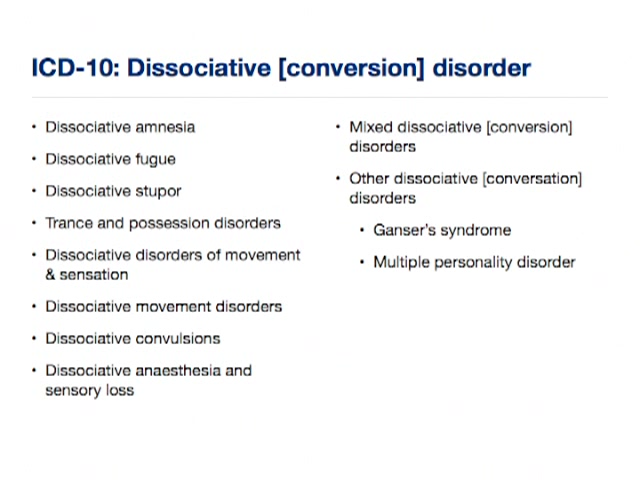 ICD-10: Dissociative [conversion] disorder
• Dissociative amnesia
• Dissociative fugue
• Dissociative stupor
• Trance and possession disorders
• Dissociative disorders of movement
& sensation
• Dissociative movement disorders
• Dissociative convulsions
• Dissociative anaesthesia and
sensory loss
• Mixed dissociative [conversion]
disorders
• Other dissociative [conversation]
disorders
• Ganser's syndrome
• Multiple personality disorder